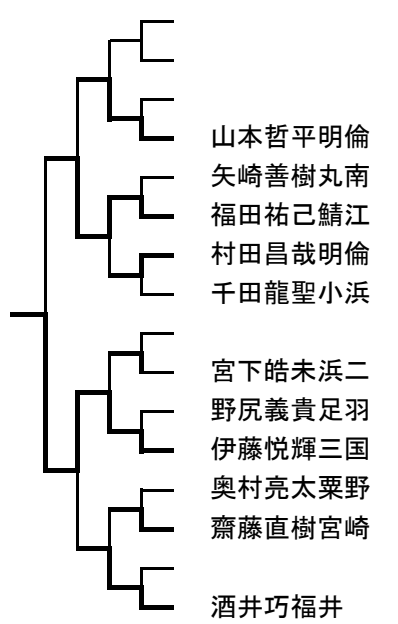 山本哲平明倫
矢崎善樹丸南
福田祐己鯖江
村田昌哉明倫
千田龍聖小浜
宮下皓未浜二
野尻義貴足羽
伊藤悦輝三国
奥村亮太粟野
齋藤直樹宮崎
酒井巧福井